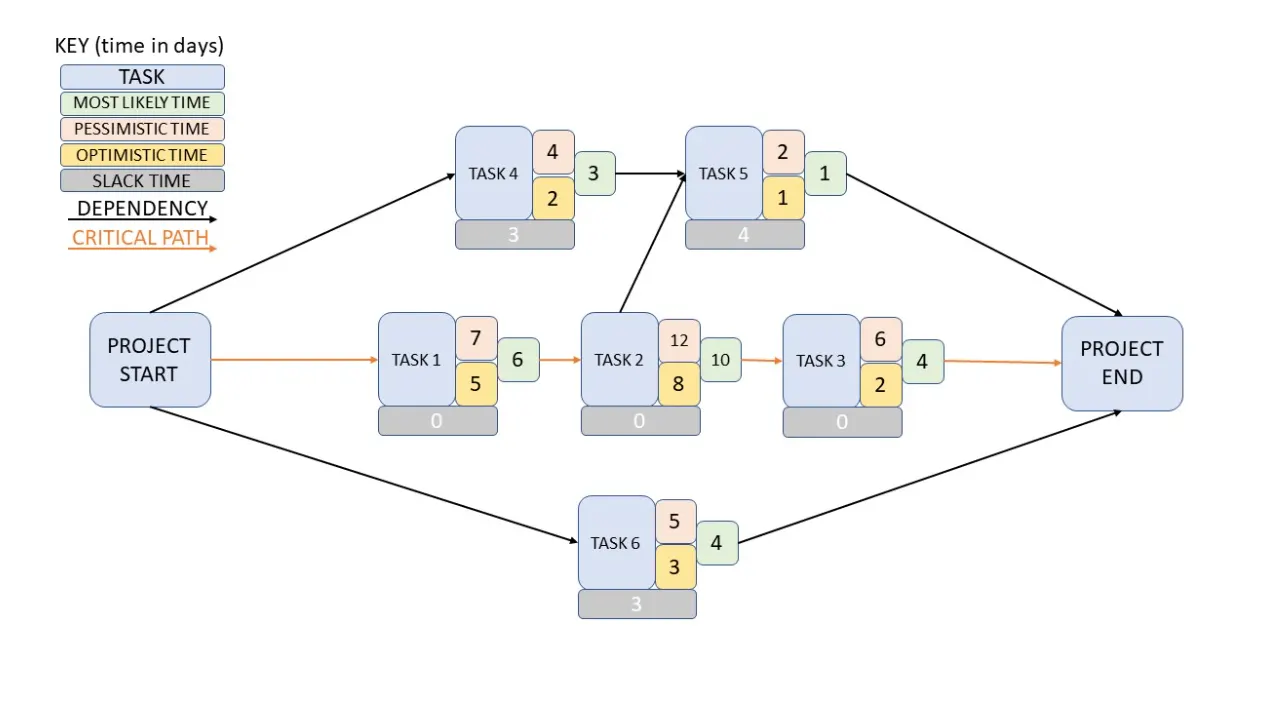 KEY (time in days)
TASK
MOST LIKELY TIME
PESSIMISTIC TIME
OPTIMISTIC TIME
SLACK TIME
DEPENDENCY
CRITICAL PATH
TASK 4
4
2
3
3
TASK 5
2
1
1
4
PROJECT
START
TASK 1
7
5
6
0
TASK 2
12
8
10
0
TASK 3
6
2
4
0
PROJECT
END
TASK 6
5
3
4
3